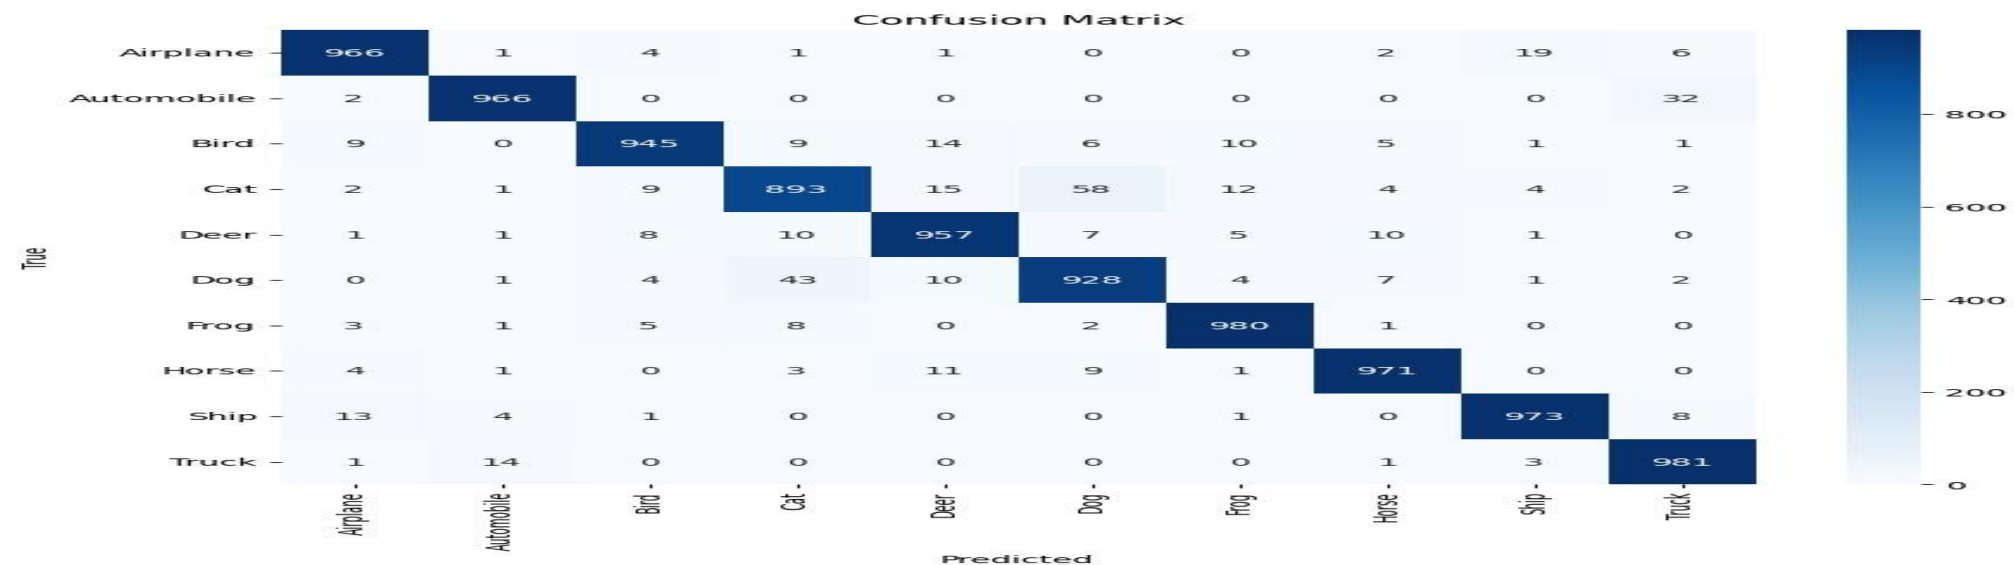 Confusion Matrix
Airplane 966 1 4 1 1 0 0 2 19 6
Automobile 2 966 0 0 0 0 0 0 0 32
Bird 9 0 945 9 14 6 10 5 1 1
Cat 2 1 9 893 15 58 12 4 4 2
Deer 1 1 8 10 957 7 5 10 1 0
Dog 0 1 4 43 10 928 4 7 1 2
Frog 3 1 5 8 0 2 980 1 0 0
Horse 4 1 0 3 11 9 1 971 0 0
Ship 13 4 1 0 0 0 1 0 973 8
Truck 1 14 0 0 0 0 0 1 3 981
True
Airplane Automobile Bird Cat Deer Dog Frog Horse Ship Truck
Predicted
800
600
400
200
0